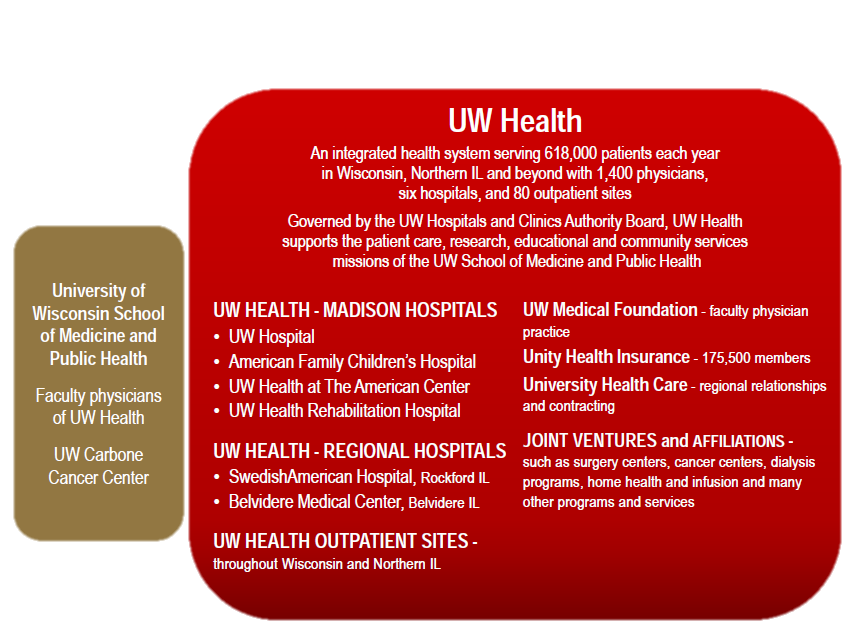 University of
Wisconsin School
of Medicine and
Public Health
Faculty physicians
of UW Health
UW Carbone
Cancer Center
UW Health
An integrated health system serving 618,000 patients each year
in Wisconsin, Northern IL and beyond with 1,400 physicians,
six hospitals, and 80 outpatient sites
Governed by the UW Hospitals and Clinics Authority Board, UW Health
supports the patient care, research, educational and community services
missions of the UW School of Medicine and Public Health
UW HEALTH - MADISON HOSPITALS
• UW Hospital
• American Family Children's Hospital
• UW Health at The American Center
• UW Health Rehabilitation Hospital
UW HEALTH - REGIONAL HOSPITALS
• SwedishAmerican Hospital, Rockford IL
• Belvidere Medical Center, Belvidere IL
UW HEALTH OUTPATIENT SITES -
throughout Wisconsin and Northern IL
UW Medical Foundation - faculty physician
practice
Unity Health Insurance - 175,500 members
University Health Care - regional relationships
and contracting
JOINT VENTURES and AFFILIATIONS -
such as surgery centers, cancer centers, dialysis
programs, home health and infusion and many
other programs and services